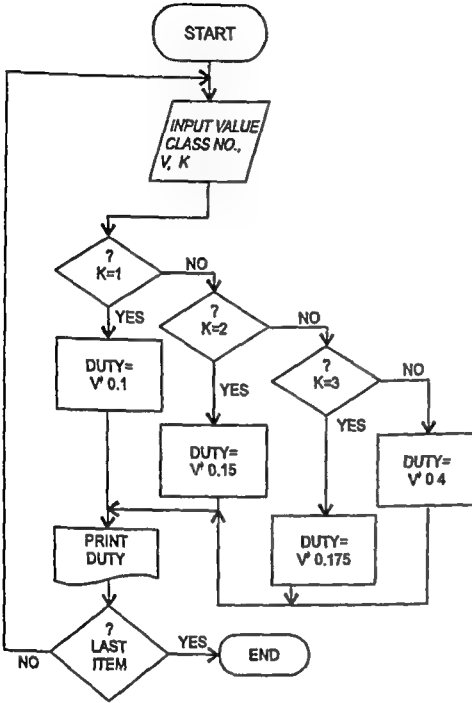 START
INPUT VALUE
CLASS NO.,
V, K
?
K=1
NO
YES
?
K=2
NO
YES
?
K=3
NO
YES
DUTY=
V* 0.1
DUTY=
V* 0.15
DUTY=
V* 0.175
DUTY=
V* 0 4
PRINT
DUTY
?
LAST
ITEM
NO
YES
END